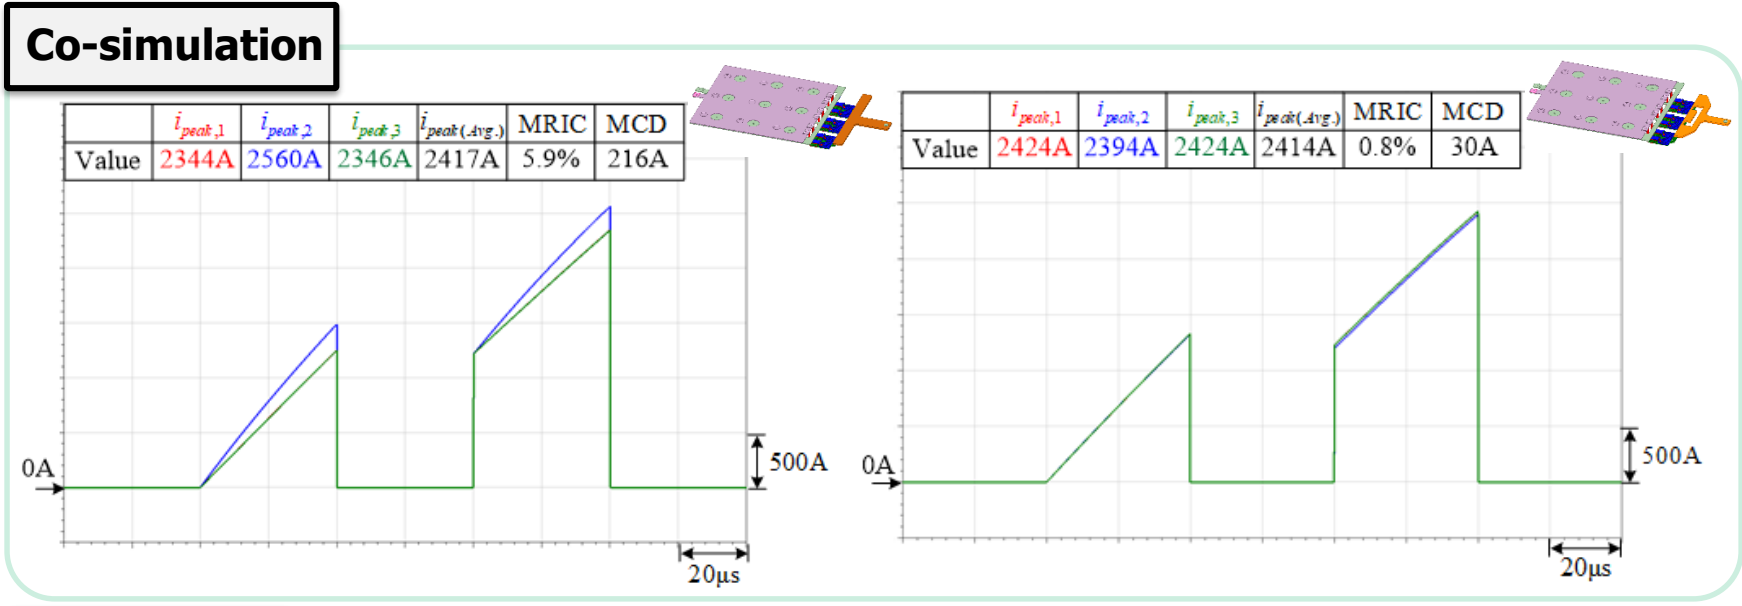 Co-simulation
i_peak,1 i_peak,2 i_peak,3 i_peak(Avg.) MRIC MCD
Value 2344A 2560A 2346A 2417A 5.9% 216A
0A
500A
20μs
i_peak,1 i_peak,2 i_peak,3 i_peak(Avg.) MRIC MCD
Value 2424A 2394A 2424A 2414A 0.8% 30A
0A
500A
20μs